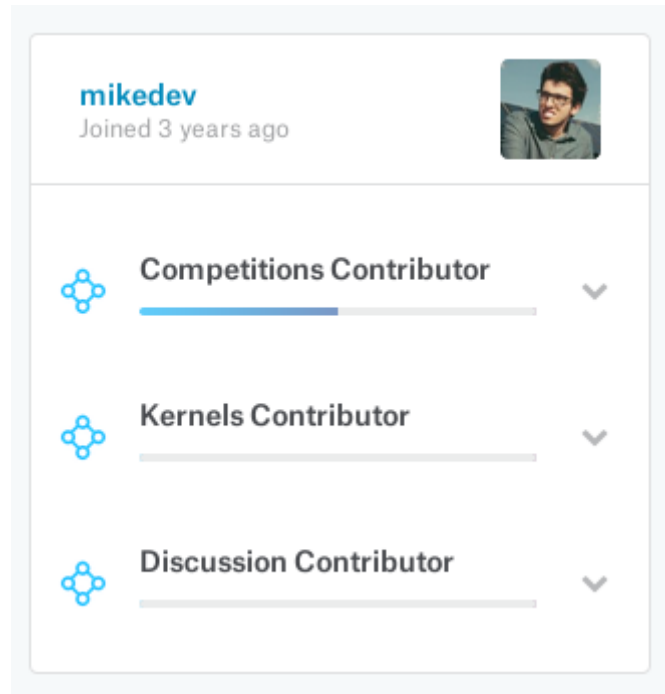 mikedev
Joined 3 years ago
Competitions Contributor
Kernels Contributor
Discussion Contributor